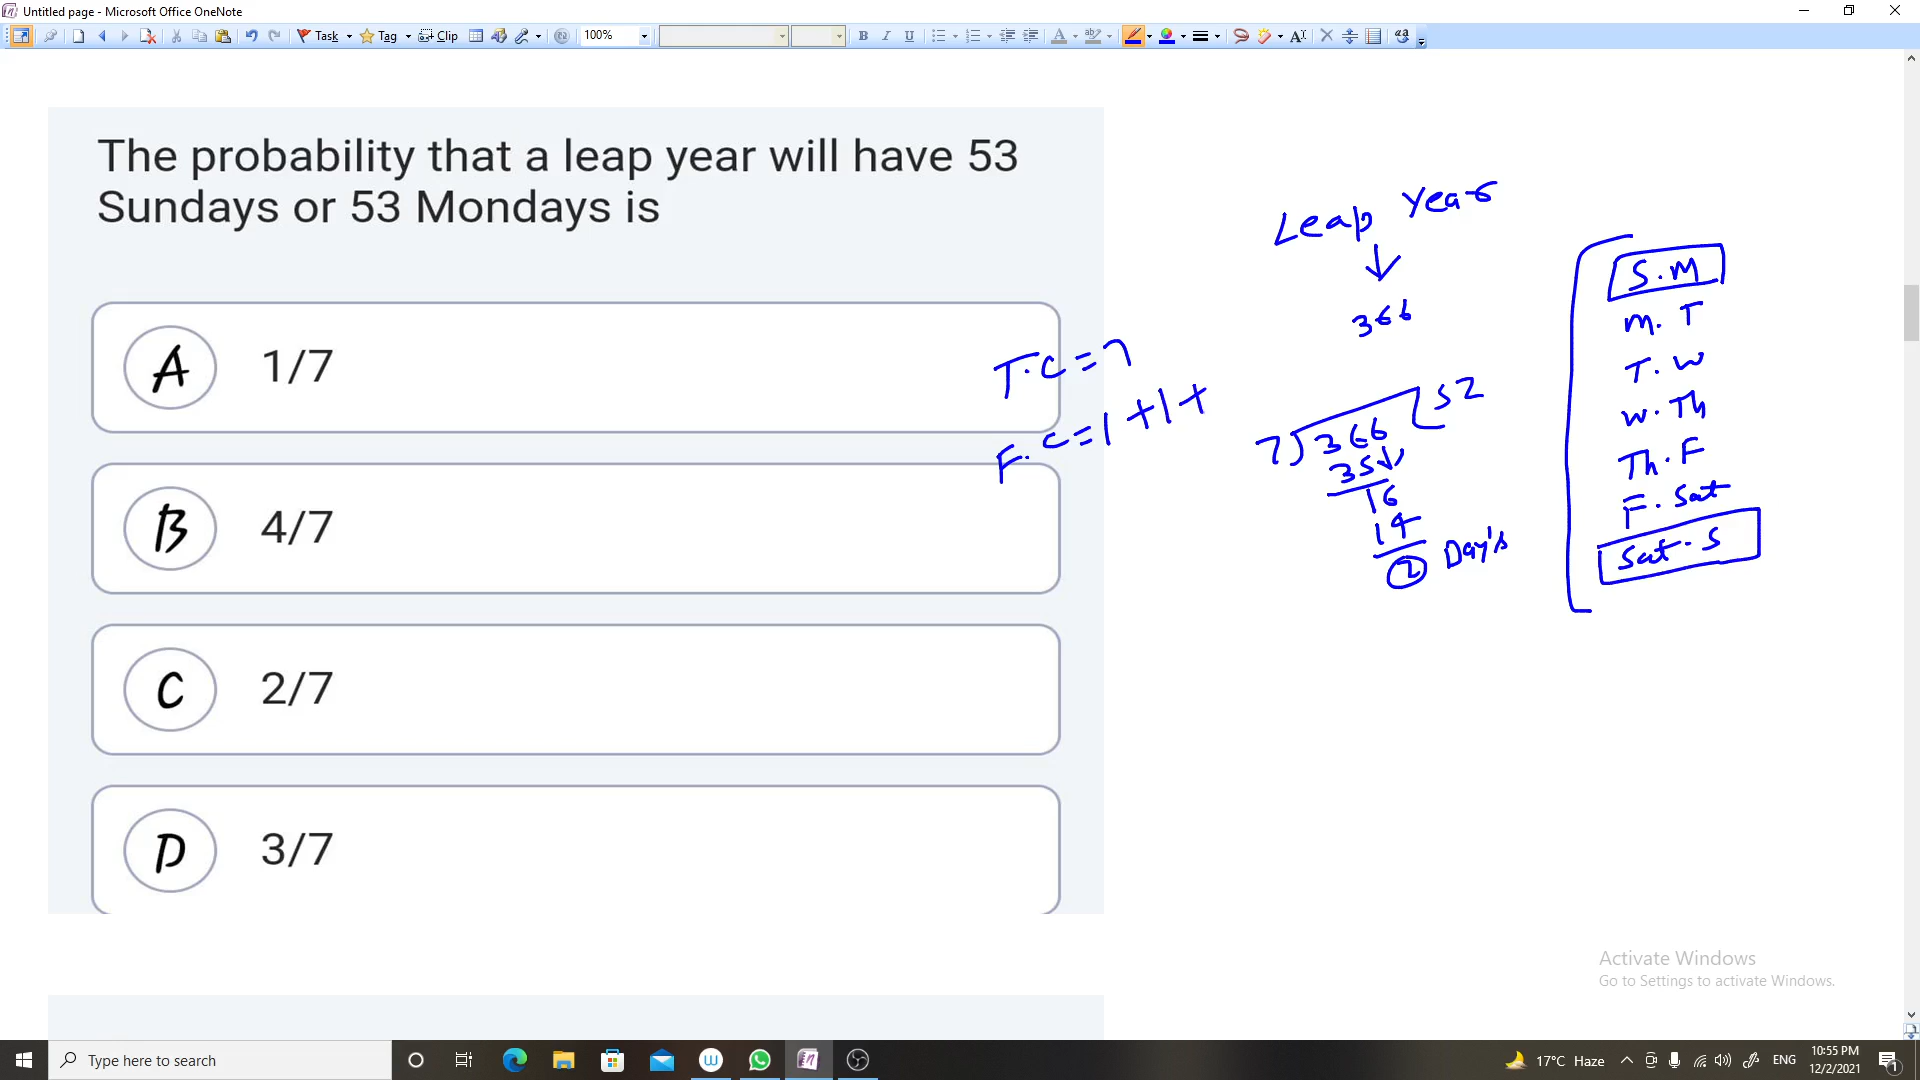 Untitled page - Microsoft Office OneNote
Task
Tag
Clip
100%
B I U
The probability that a leap year will have 53
Sundays or 53 Mondays is
A 1/7
B 4/7
C 2/7
D 3/7
T.C = 7
F.C = 1 + 1 +
Leap Year
366
7) 366 ( 52
35
16
14
2 Day's
S.M
M.T
T.W
W.Th
Th.F
F.Sat
Sat.S
Activate Windows
Go to Settings to activate Windows.
Type here to search
17°C Haze
ENG
10:55 PM
12/2/2021
1